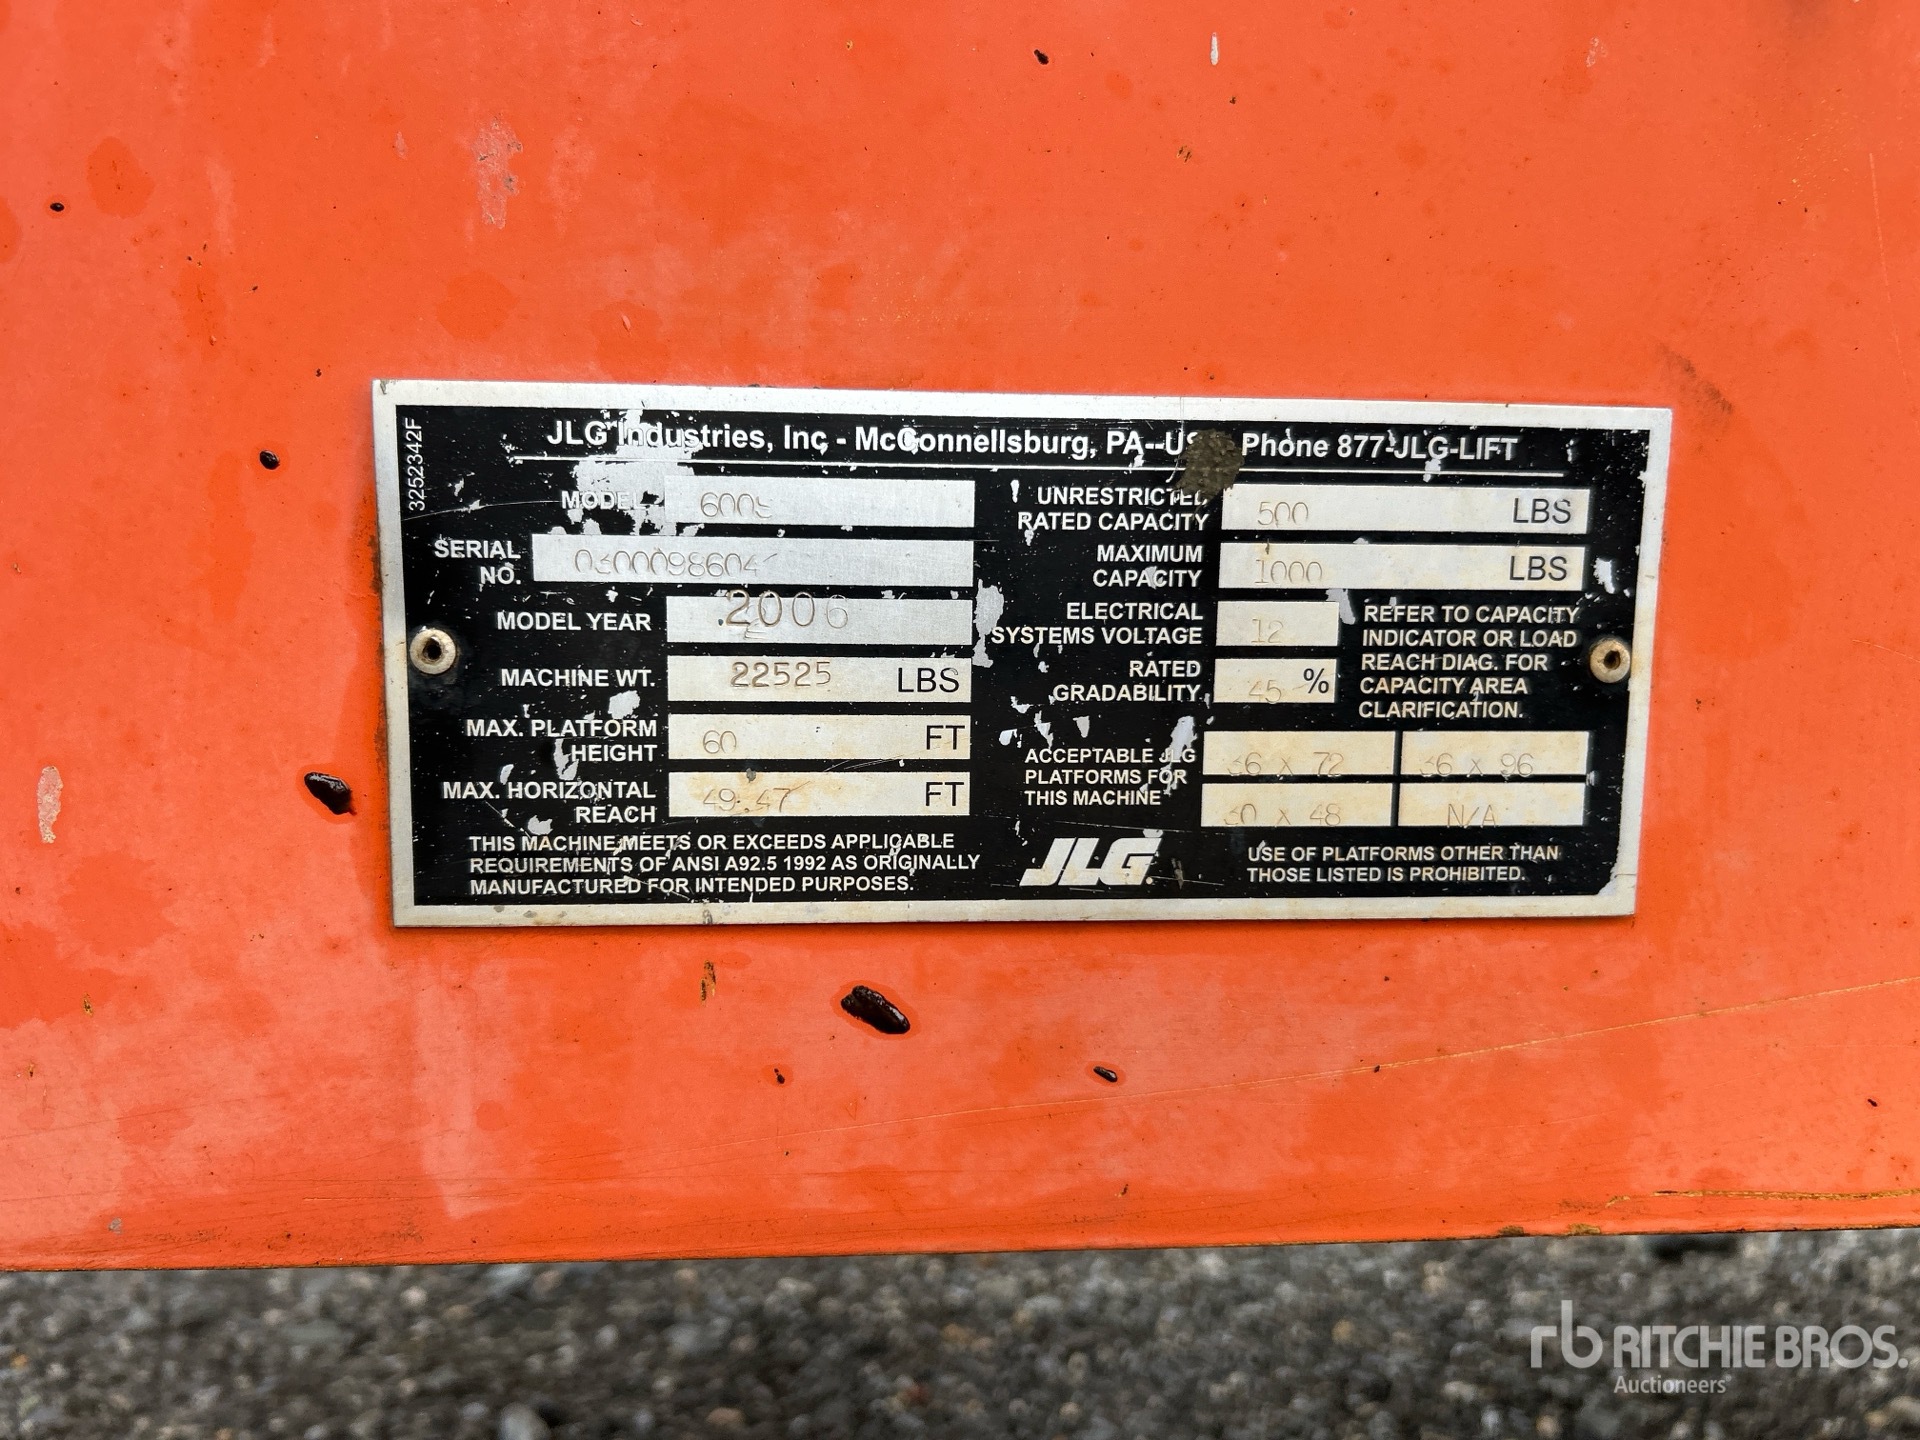 3252342F
JLG Industries, Inc - McConnellsburg, PA--US Phone 877-JLG-LIFT
MODEL 600S
SERIAL NO. 0300098604
MODEL YEAR 2006
MACHINE WT. 22525 LBS
MAX. PLATFORM HEIGHT 60 FT
MAX. HORIZONTAL REACH 49.47 FT
THIS MACHINE MEETS OR EXCEEDS APPLICABLE
REQUIREMENTS OF ANSI A92.5 1992 AS ORIGINALLY
MANUFACTURED FOR INTENDED PURPOSES.
UNRESTRICTED RATED CAPACITY 500 LBS
MAXIMUM CAPACITY 1000 LBS
ELECTRICAL SYSTEMS VOLTAGE 12
RATED GRADABILITY 45 %
REFER TO CAPACITY
INDICATOR OR LOAD
REACH DIAG. FOR
CAPACITY AREA
CLARIFICATION.
ACCEPTABLE JLG
PLATFORMS FOR
THIS MACHINE
36 X 72 36 X 96
30 X 48 N/A
JLG.
USE OF PLATFORMS OTHER THAN
THOSE LISTED IS PROHIBITED.
rb RITCHIE BROS.
Auctioneers